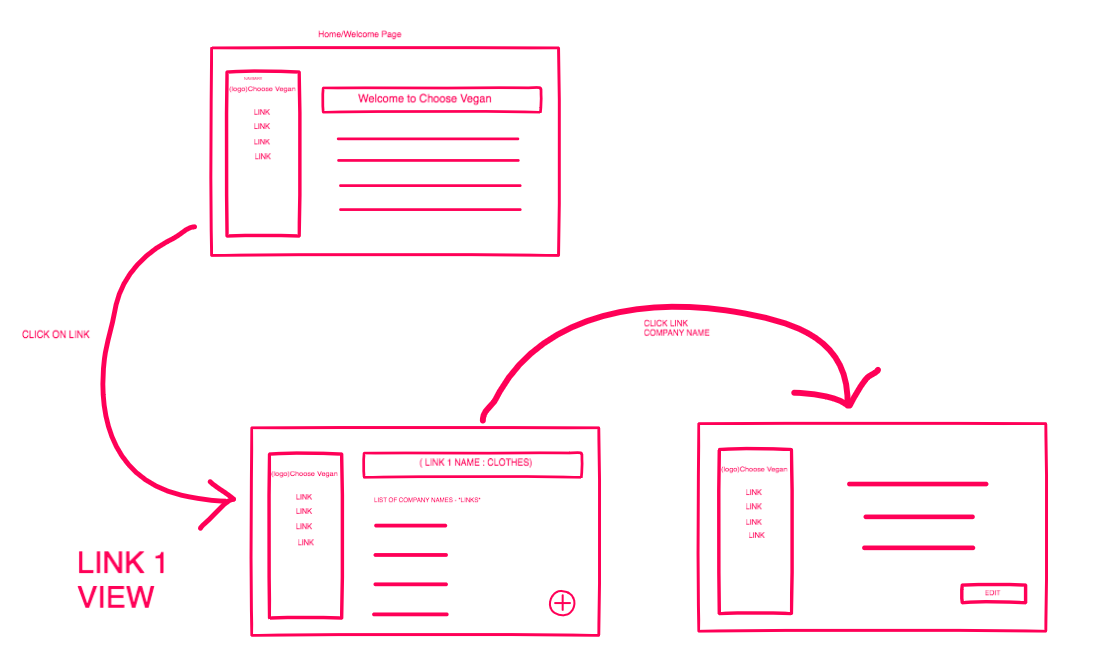 Home/Welcome Page
(logo)Choose Vegan
LINK
LINK
LINK
LINK
Welcome to Choose Vegan
CLICK ON LINK
CLICK LINK
COMPANY NAME
LINK 1
VIEW
(logo)Choose Vegan
LINK
LINK
LINK
LINK
( LINK 1 NAME : CLOTHES)
LIST OF COMPANY NAMES - "LINKS"
(logo)Choose Vegan
LINK
LINK
LINK
LINK
EDIT